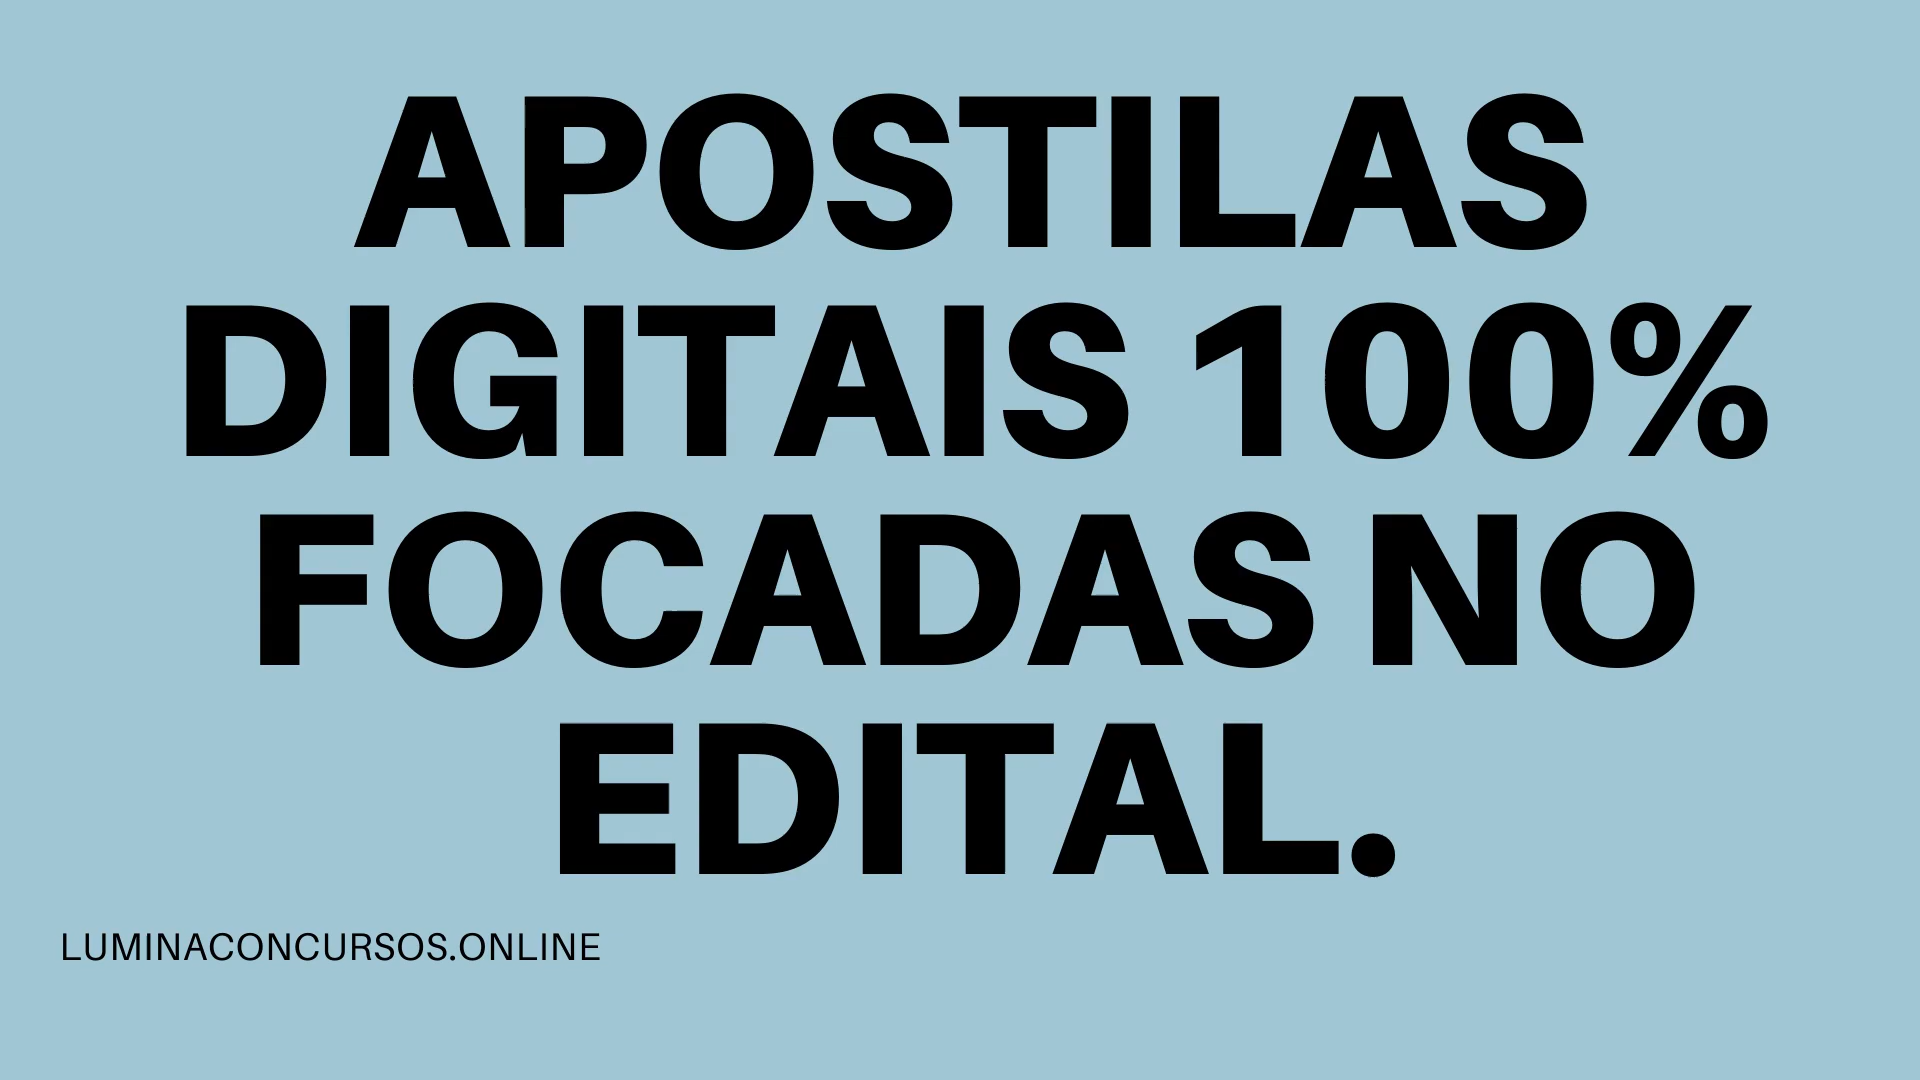 APOSTILAS
DIGITAIS 100%
FOCADAS NO
EDITAL.
LUMINACONCURSOS.ONLINE